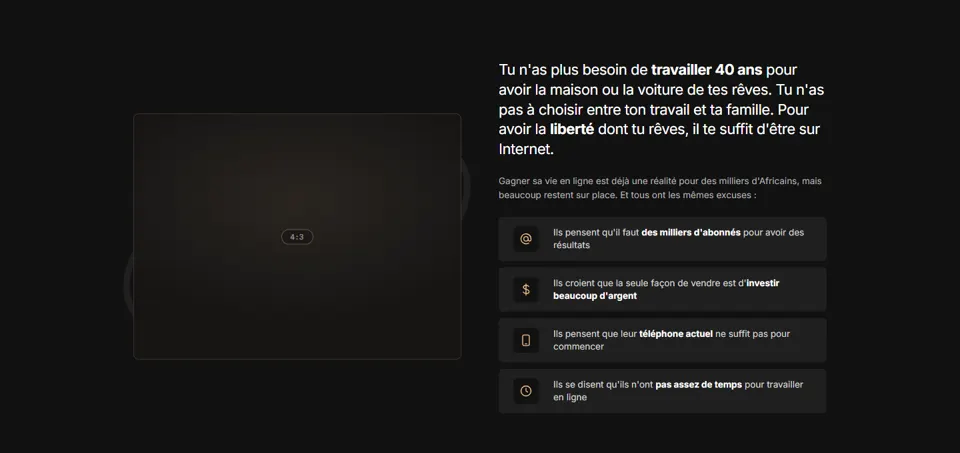 4:3
Tu n'as plus besoin de travailler 40 ans pour
avoir la maison ou la voiture de tes rêves. Tu n'as
pas à choisir entre ton travail et ta famille. Pour
avoir la liberté dont tu rêves, il te suffit d'être sur
Internet.
Gagner sa vie en ligne est déjà une réalité pour des milliers d'Africains, mais
beaucoup restent sur place. Et tous ont les mêmes excuses :
Ils pensent qu'il faut des milliers d'abonnés pour avoir des
résultats
Ils croient que la seule façon de vendre est d'investir
beaucoup d'argent
Ils pensent que leur téléphone actuel ne suffit pas pour
commencer
Ils se disent qu'ils n'ont pas assez de temps pour travailler
en ligne